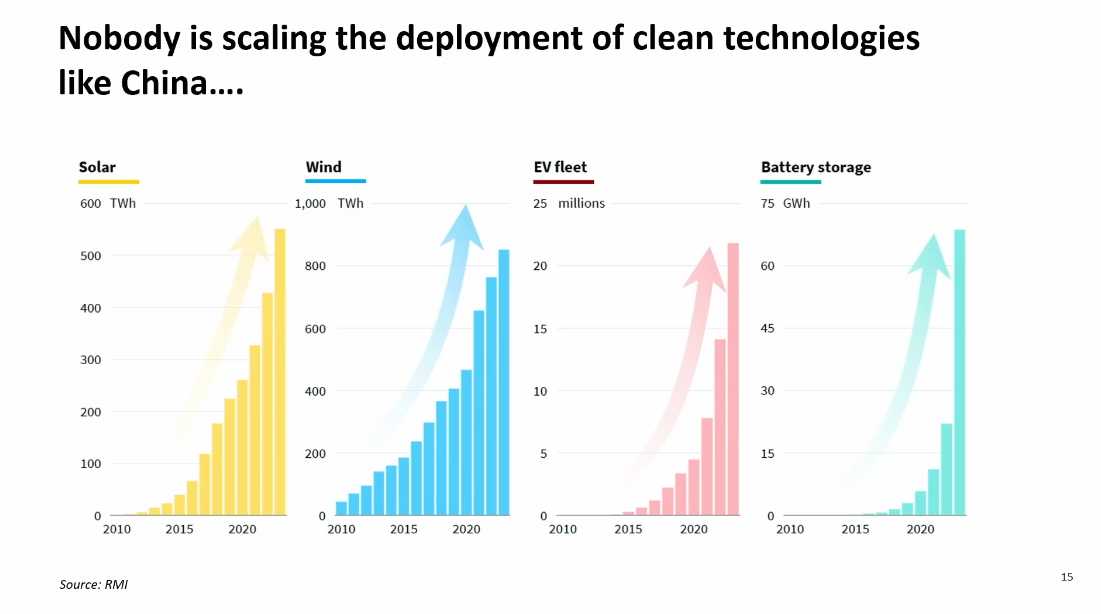 Nobody is scaling the deployment of clean technologies
like China....
Solar
600 TWh
500
400
300
200
100
0
2010 2015 2020
Wind
1,000 TWh
800
600
400
200
0
2010 2015 2020
EV fleet
25 millions
20
15
10
5
0
2010 2015 2020
Battery storage
75 GWh
60
45
30
15
0
2010 2015 2020
Source: RMI
15